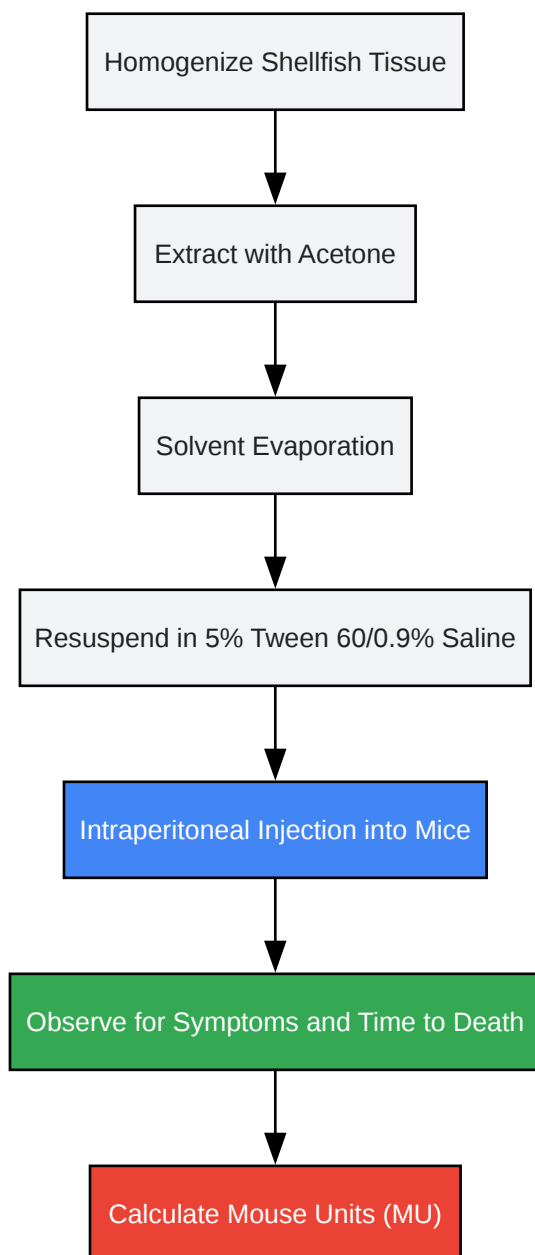 Homogenize Shellfish Tissue
Extract with Acetone
Solvent Evaporation
Resuspend in 5% Tween 60/0.9% Saline
Intraperitoneal Injection into Mice
Observe for Symptoms and Time to Death
Calculate Mouse Units (MU)